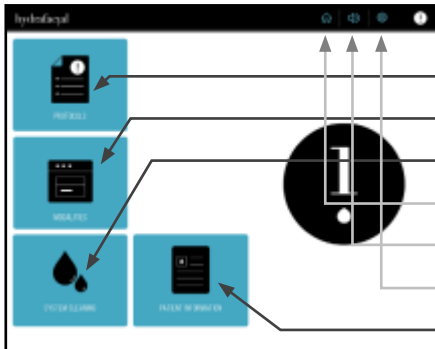 hydrafacial
PROTOCOLS
MODALITIES
SYSTEM CLEANING
PATIENT INFORMATION